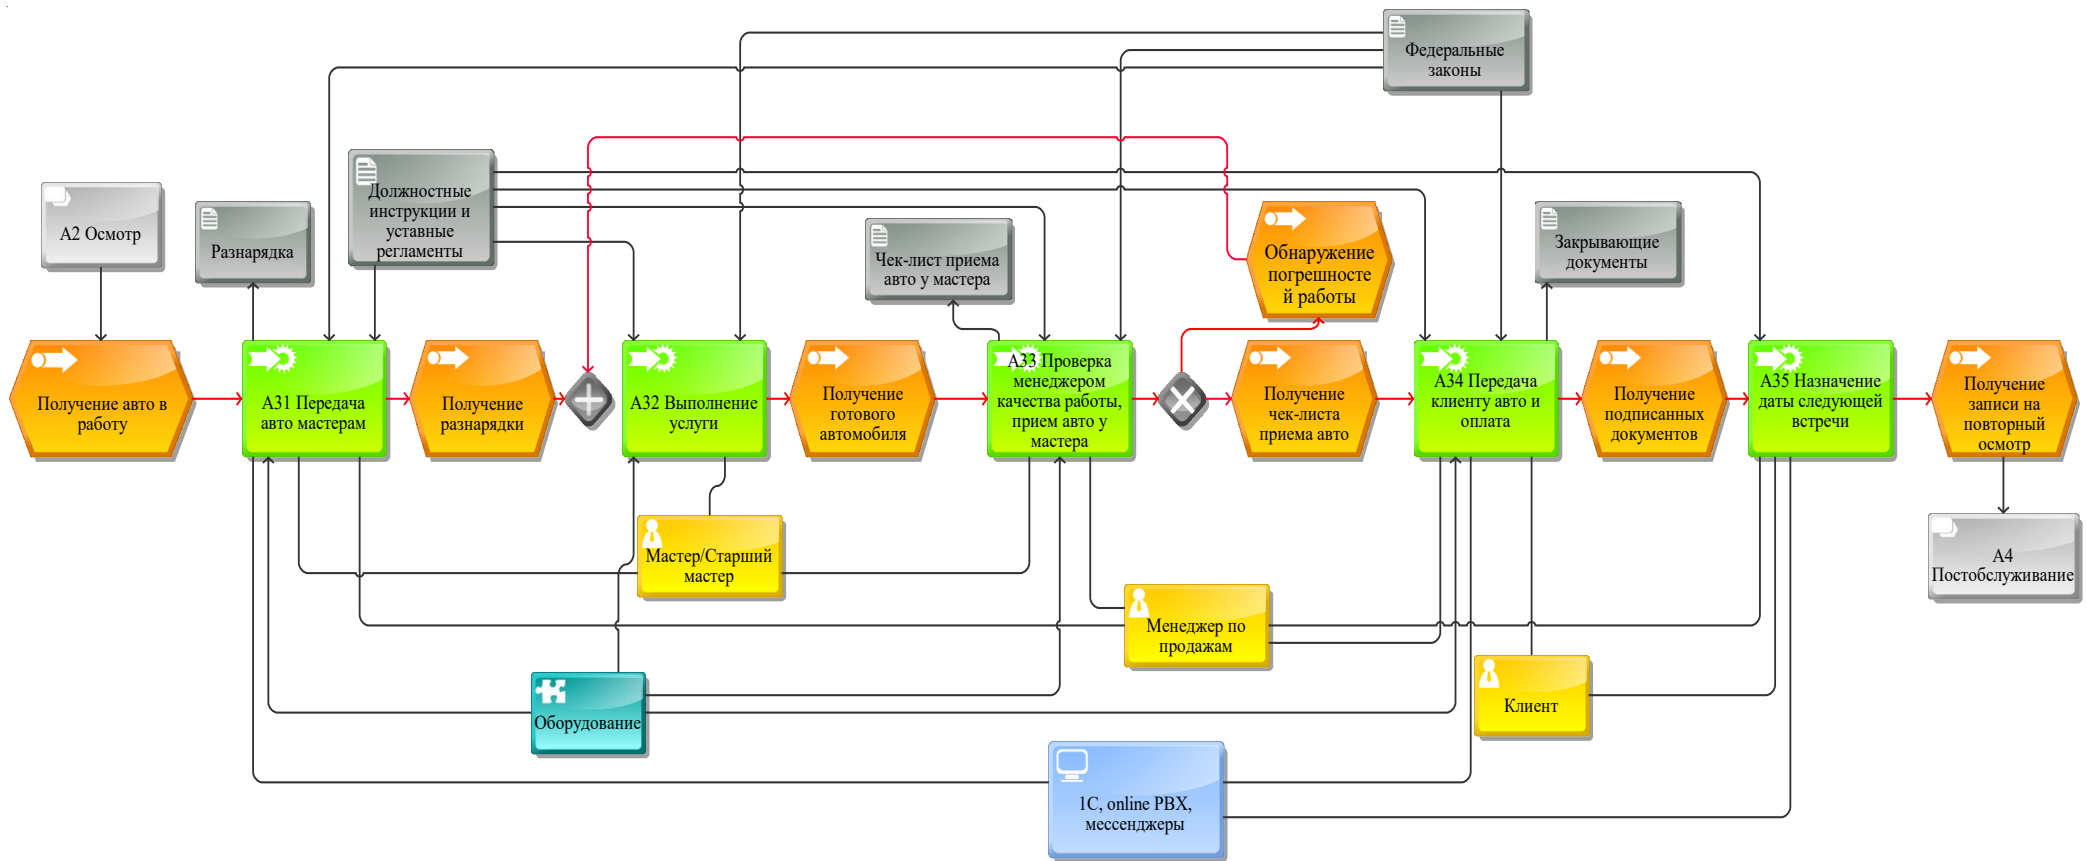 Федеральные
законы
Должностные
инструкции и
уставные
регламенты
А2 Осмотр
Разнарядка
Чек-лист приема
авто у мастера
Обнаружение
погрешносте
й работы
Закрывающие
документы
Получение авто в
работу
А31 Передача
авто мастерам
Получение
разнарядки
А32 Выполнение
услуги
Получение
готового
автомобиля
А33 Проверка
менеджером
качества работы,
прием авто у
мастера
Получение
чек-листа
приема авто
А34 Передача
клиенту авто и
оплата
Получение
подписанных
документов
А35 Назначение
даты следующей
встречи
Получение
записи на
повторный
осмотр
Мастер/Старший
мастер
А4
Постобслуживание
Менеджер по
продажам
Клиент
Оборудование
1С, online PBX,
мессенджеры